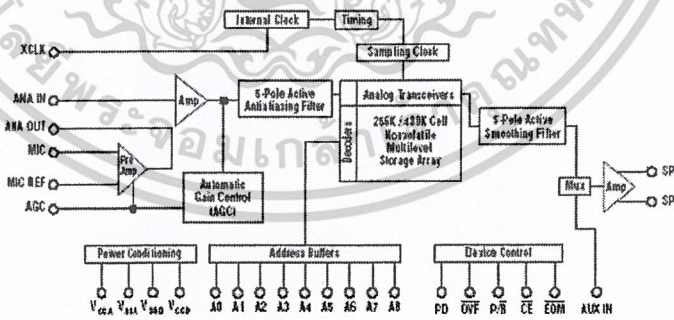 Internal Clock
Timing
XCLK
Sampling Clock
ANA IN
Amp
5-Pole Active
Antialiasing Filter
Analog Transceivers
ANA OUT
Decoders
256K /480K Cell
Nonvolatile
Multilevel
Storage Array
5-Pole Active
Smoothing Filter
MIC
Pre
Amp
MIC REF
Automatic
Gain Control
(AGC)
AGC
Mux
Amp
SP
SP
Power Conditioning
Address Buffers
Device Control
VCCA VSSA VSSD VCCD A0 A1 A2 A3 A4 A5 A6 A7 A8 PD OVF P/R CE EOM AUX IN